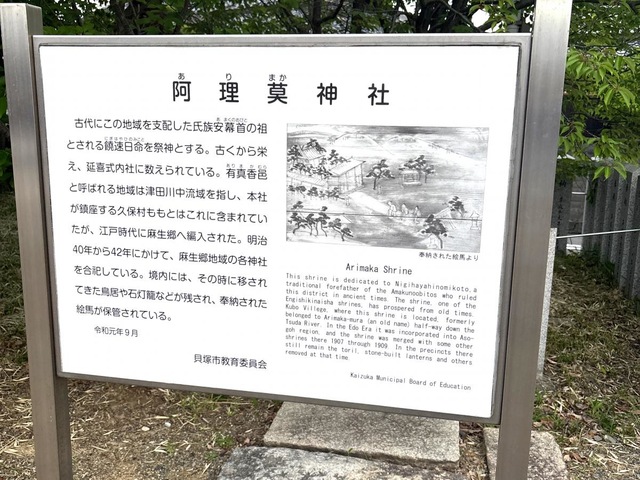 あ り まか
阿理莫神社
古代にこの地域を支配した氏族安幕首の祖
とされる饒速日命を祭神とする。古くから栄
え、延喜式内社に数えられている。有真香邑
と呼ばれる地域は津田川中流域を指し、本社
が鎮座する久保村ももとはこれに含まれてい
たが、江戸時代に麻生郷へ編入された。明治
40年から42年にかけて、麻生郷地域の各神社
を合祀している。境内には、その時に移され
てきた鳥居や石灯籠などが残され、奉納された
絵馬が保管されている。
令和元年9月
貝塚市教育委員会
奉納された絵馬より
Arimaka Shrine
This shrine is dedicated to Nigihayahinomikoto,a
traditional forefather of the Amakunoobitos who ruled
this district in ancient times. The shrine, one of the
Engishikinaisha shrines, has prospered from old times.
Kubo Village, where this shrine is located, formerly
belonged to Arimaka-mura (an old name) half-way down the
Tsuda River. In the Edo Era it was incorporated into Aso-
goh region, and the shrine was merged with some other
shrines there 1907 through 1909. In the precincts there
still remain the torii, stone-built lanterns and others
removed at that time.
Kaizuka Municipal Board of Education